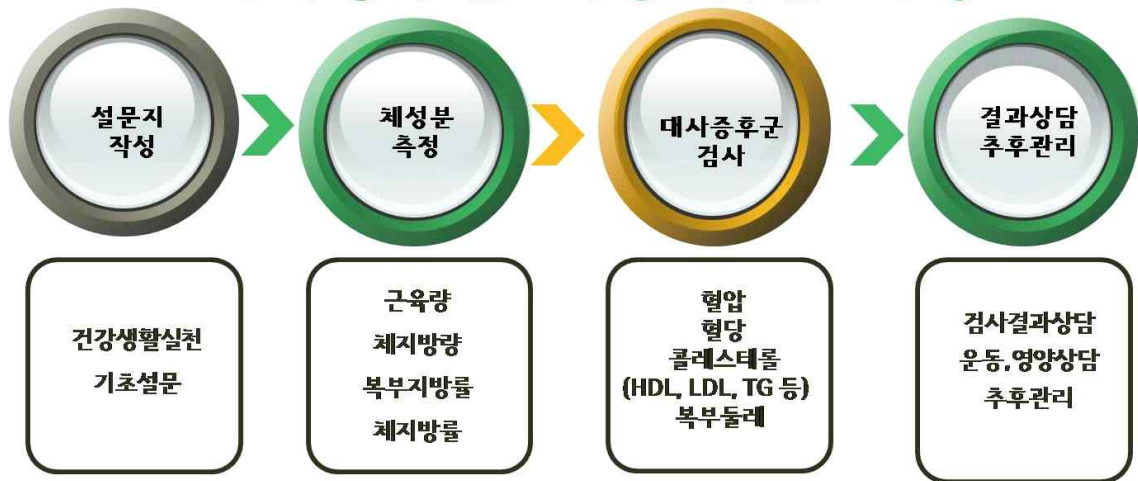 설문지
작성
체성분
측정
대사증후군
검사
결과상담
추후관리
건강생활실천
기초설문
근육량
체지방량
복부지방률
체지방률
혈압
혈당
콜레스테롤
(HDL, LDL, TG 등)
복부둘레
검사결과상담
운동,영양상담
추후관리